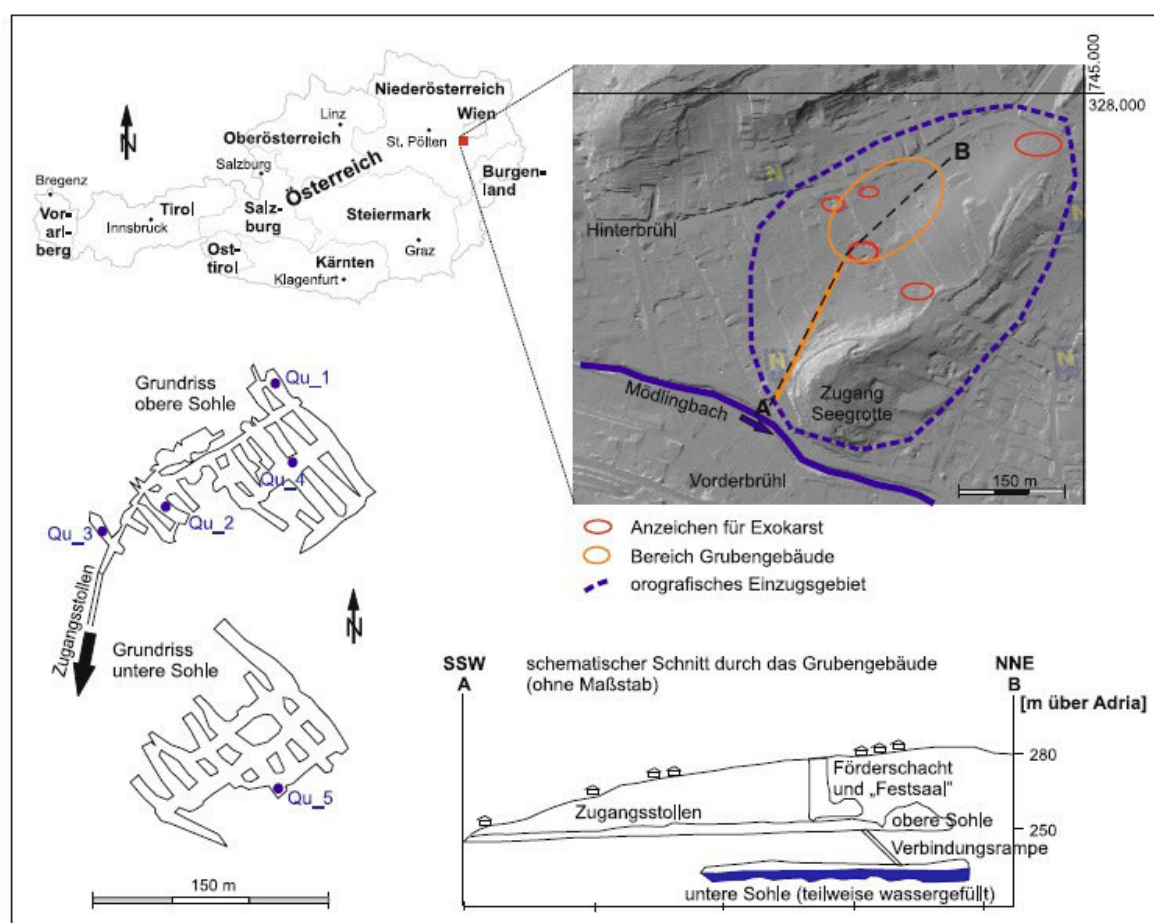 N
Niederösterreich
Wien
Linz
Oberösterreich
St. Pölten
Salzburg
Österreich
Burgen-
land
Bregenz
Tirol
Salz-
burg
Steiermark
Vor-
arl-
berg
Innsbruck
Ost-
tirol
Graz
Kärnten
Klagenfurt
745.000
328.000
B
Hinterbrühl
N
N
N
N
Mödlingbach
A
Zugang
Seegrotte
Vorderbrühl
150 m
Grundriss
obere Sohle
Qu_1
Qu_4
Qu_2
Qu_3
Zugangsstollen
N
Grundriss
untere Sohle
Qu_5
150 m
Anzeichen für Exokarst
Bereich Grubengebäude
orografisches Einzugsgebiet
SSW
A
schematischer Schnitt durch das Grubengebäude
(ohne Maßstab)
NNE
B
[m über Adria]
280
Förderschacht
und „Festsaal"
Zugangsstollen
obere Sohle
250
Verbindungsrampe
untere Sohle (teilweise wassergefüllt)